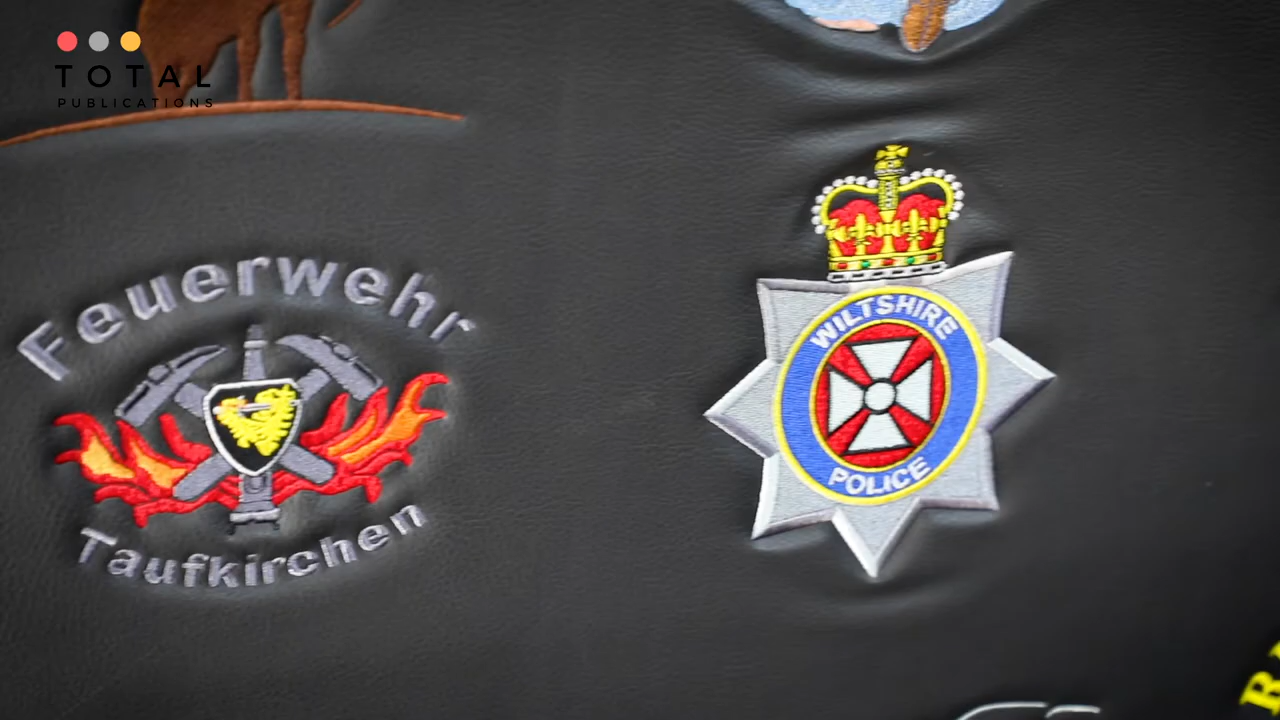 TOTAL
PUBLICATIONS
Feuerwehr
Taufkirchen
WILTSHIRE
POLICE